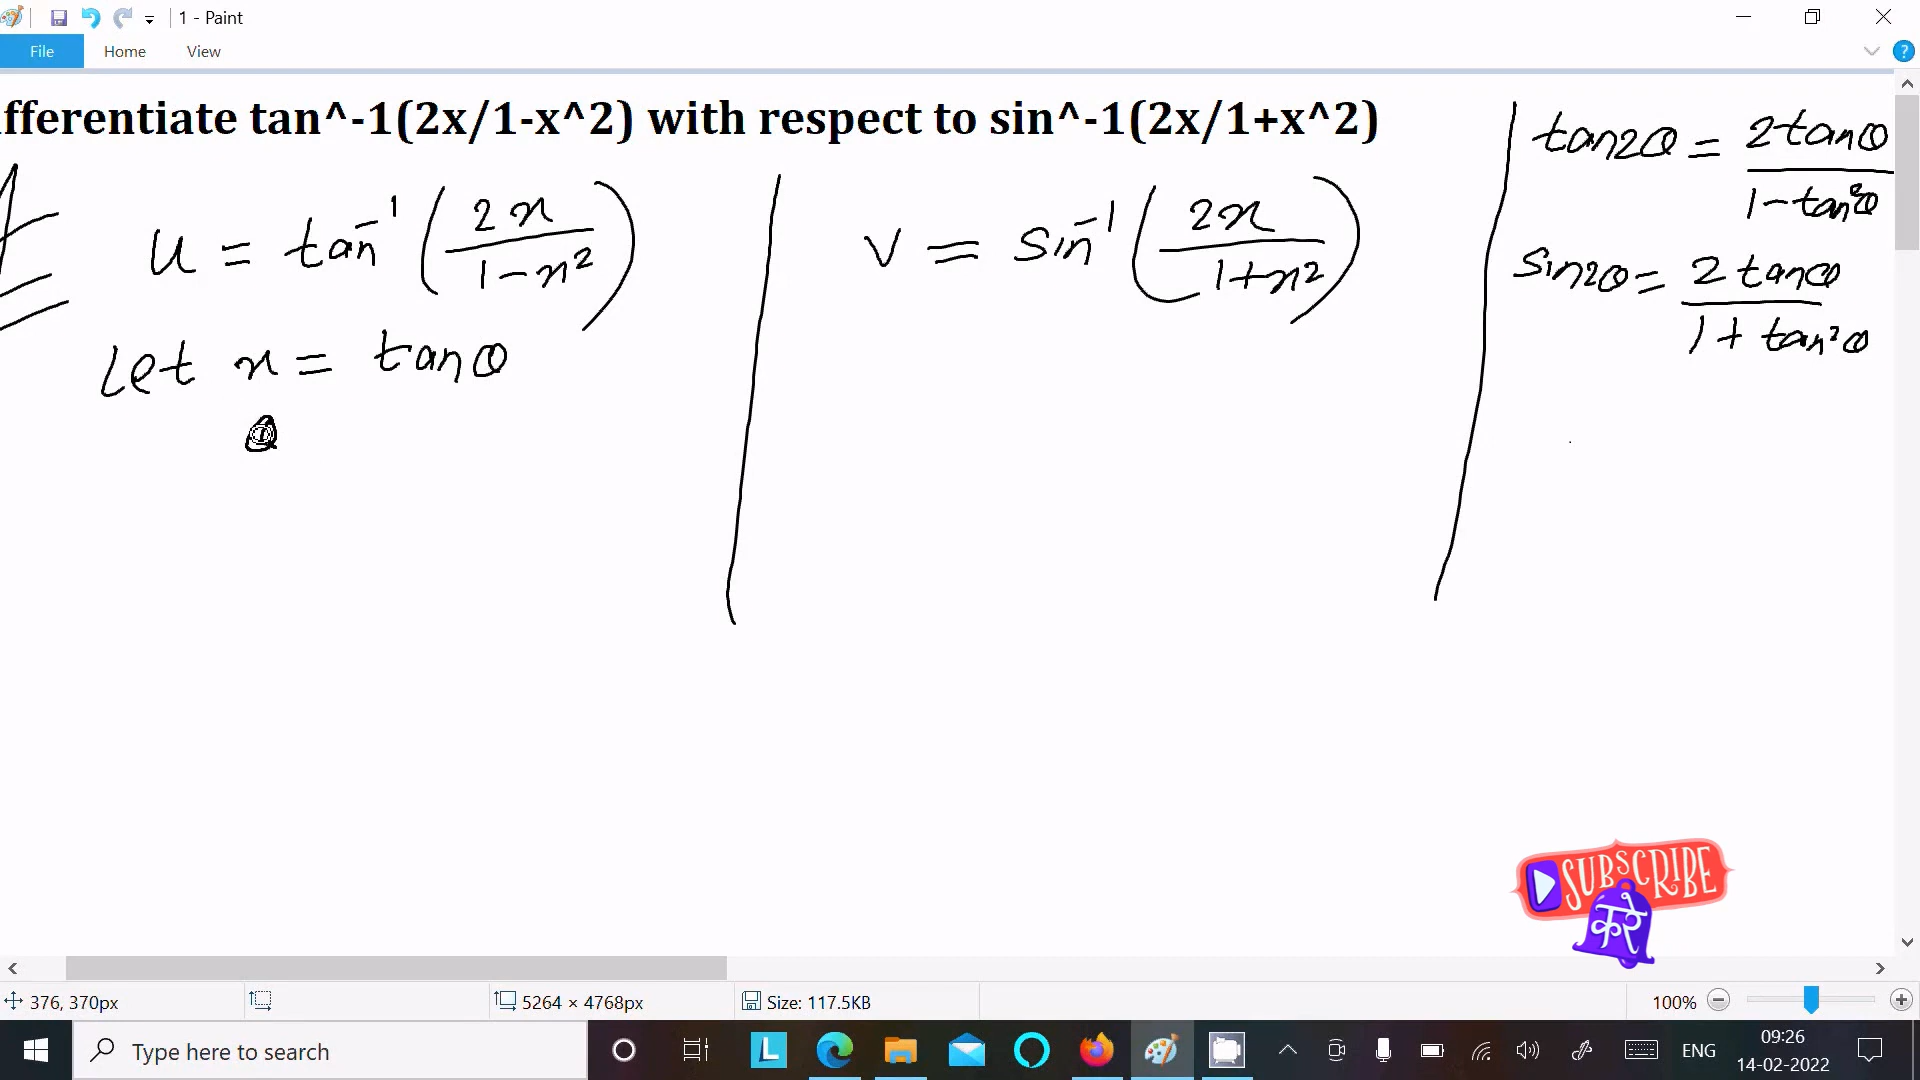 1 - Paint
File Home View
ifferentiate tan^-1(2x/1-x^2) with respect to sin^-1(2x/1+x^2)
u = tan⁻¹(2x/1-x²)
Let x = tanθ
v = sin⁻¹(2x/1+x²)
tan2θ = 2tanθ/1-tan²θ
sin2θ = 2tanθ/1+tan²θ
SUBSCRIBE
करे
376, 370px
5264 × 4768px
Size: 117.5KB
100%
Type here to search
L
ENG
09:26
14-02-2022